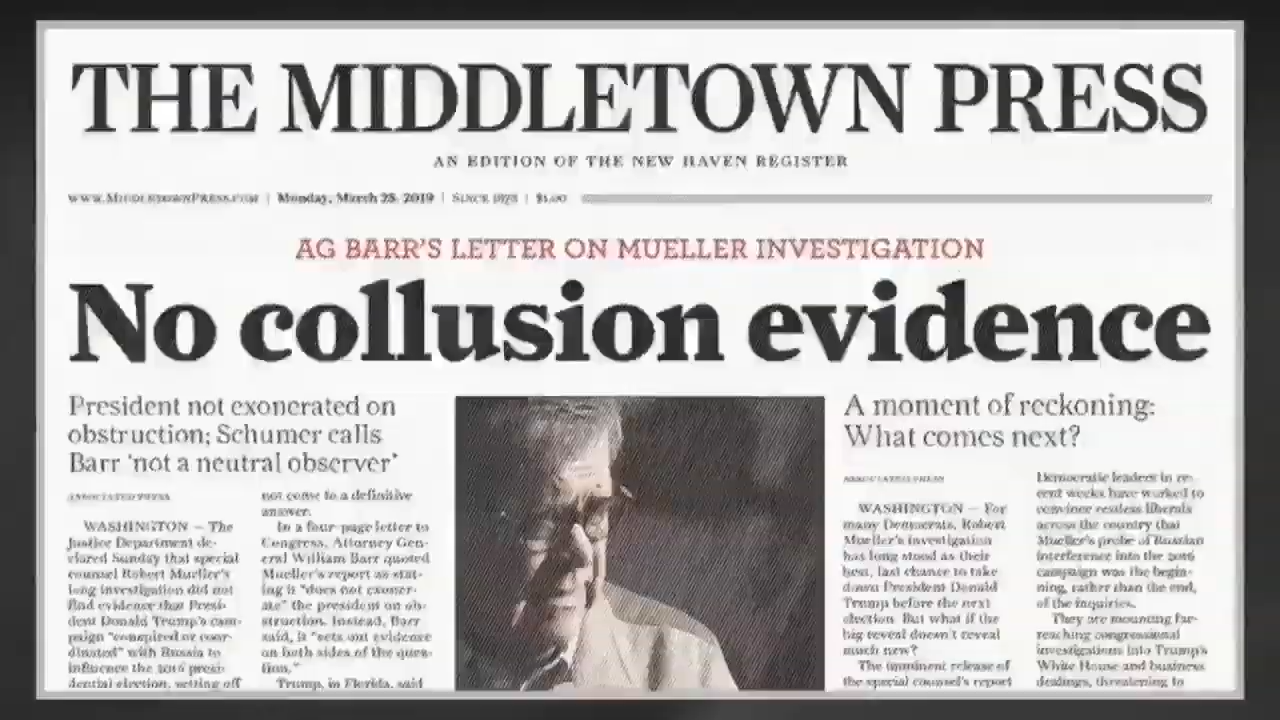 THE MIDDLETOWN PRESS
AN EDITION OF THE NEW HAVEN REGISTER
www.MiddletownPress.com | Monday, March 25, 2019 | Since 1878 | $1.00
AG BARR'S LETTER ON MUELLER INVESTIGATION
No collusion evidence
President not exonerated on
obstruction; Schumer calls
Barr 'not a neutral observer'
ASSOCIATED PRESS
WASHINGTON — The
Justice Department de-
clared Sunday that special
counsel Robert Mueller's
long investigation did not
find evidence that Presi-
dent Donald Trump's cam-
paign "conspired or coor-
dinated" with Russia to
influence the 2016 presi-
dential election, setting off
not come to a definitive
answer.
In a four-page letter to
Congress, Attorney Gen-
eral William Barr quoted
Mueller's report as stat-
ing it "does not exoner-
ate" the president on ob-
struction. Instead, Barr
said, it "sets out evidence
on both sides of the ques-
tion."
Trump, in Florida, said
A moment of reckoning:
What comes next?
ASSOCIATED PRESS
WASHINGTON — For
many Democrats, Robert
Mueller's investigation
has long stood as their
best, last chance to take
down President Donald
Trump before the next
election. But what if the
big reveal doesn't reveal
much new?
The imminent release of
the special counsel's report
Democratic leaders in re-
cent weeks have worked to
convince restless liberals
across the country that
Mueller's probe of Russian
interference into the 2016
campaign was the begin-
ning, rather than the end,
of the inquiries.
They are mounting far-
reaching congressional
investigations into Trump's
White House and business
dealings, threatening to